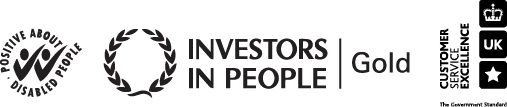 POSITIVE ABOUT
DISABLED PEOPLE
INVESTORS
IN PEOPLE
Gold
CUSTOMER
SERVICE
EXCELLENCE
UK
The Government Standard